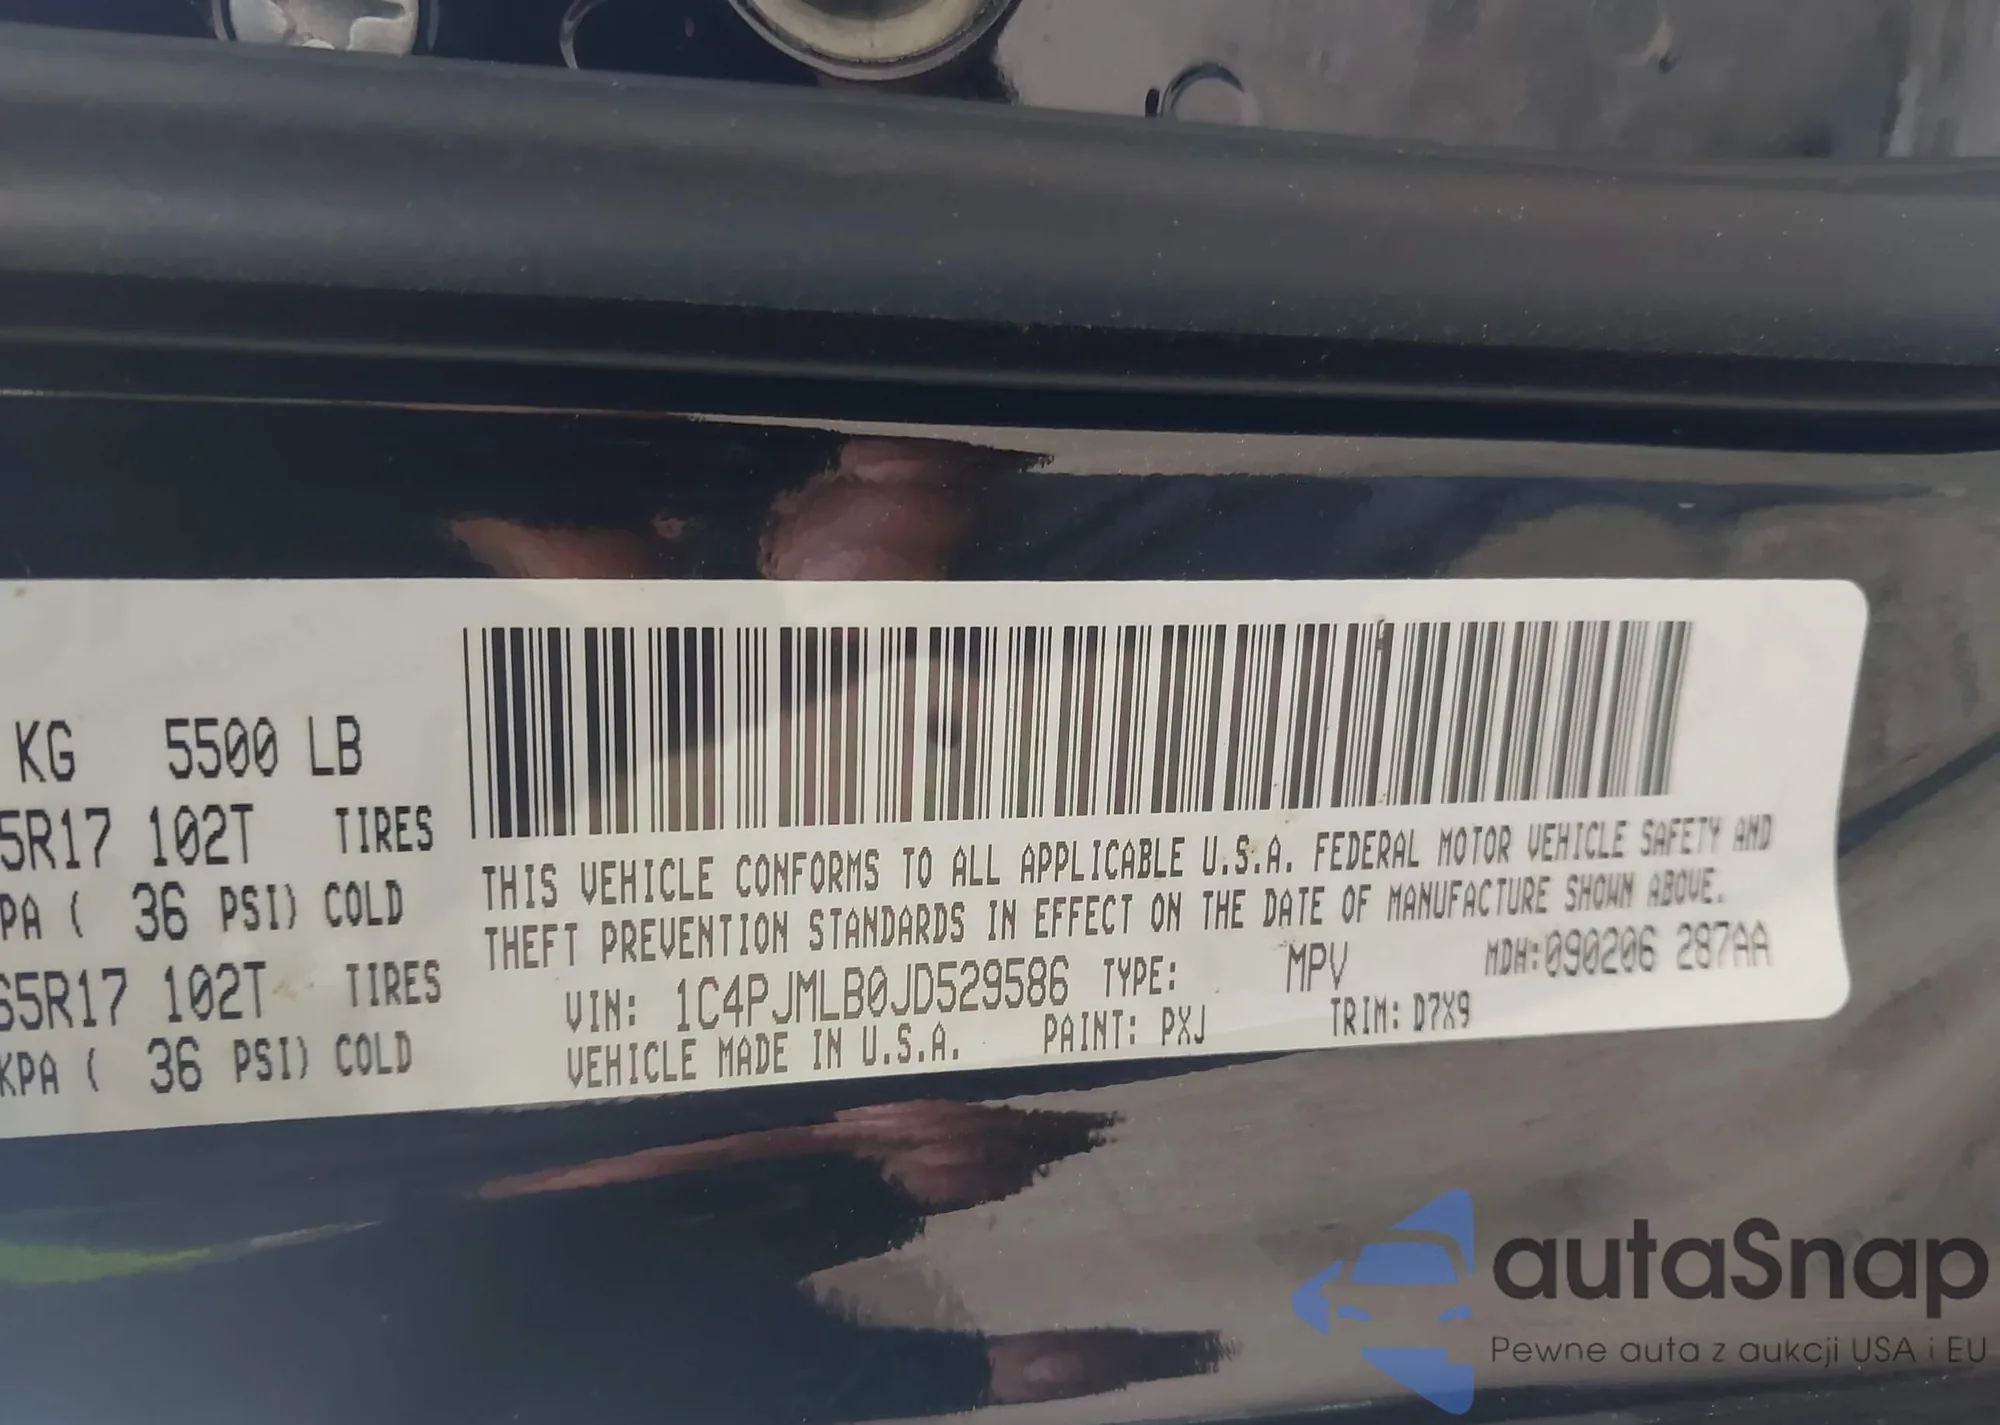 KG 5500 LB
5R17 102T TIRES
PA ( 36 PSI) COLD
65R17 102T TIRES
KPA ( 36 PSI) COLD
THIS VEHICLE CONFORMS TO ALL APPLICABLE U.S.A. FEDERAL MOTOR VEHICLE SAFETY AND
THEFT PREVENTION STANDARDS IN EFFECT ON THE DATE OF MANUFACTURE SHOWN ABOVE.
VIN: 1C4PJMLB0JD529586 TYPE: MPV MDH:090206 287AA
VEHICLE MADE IN U.S.A. PAINT: PXJ TRIM: D7X9
autaSnap
Pewne auta z aukcji USA i EU